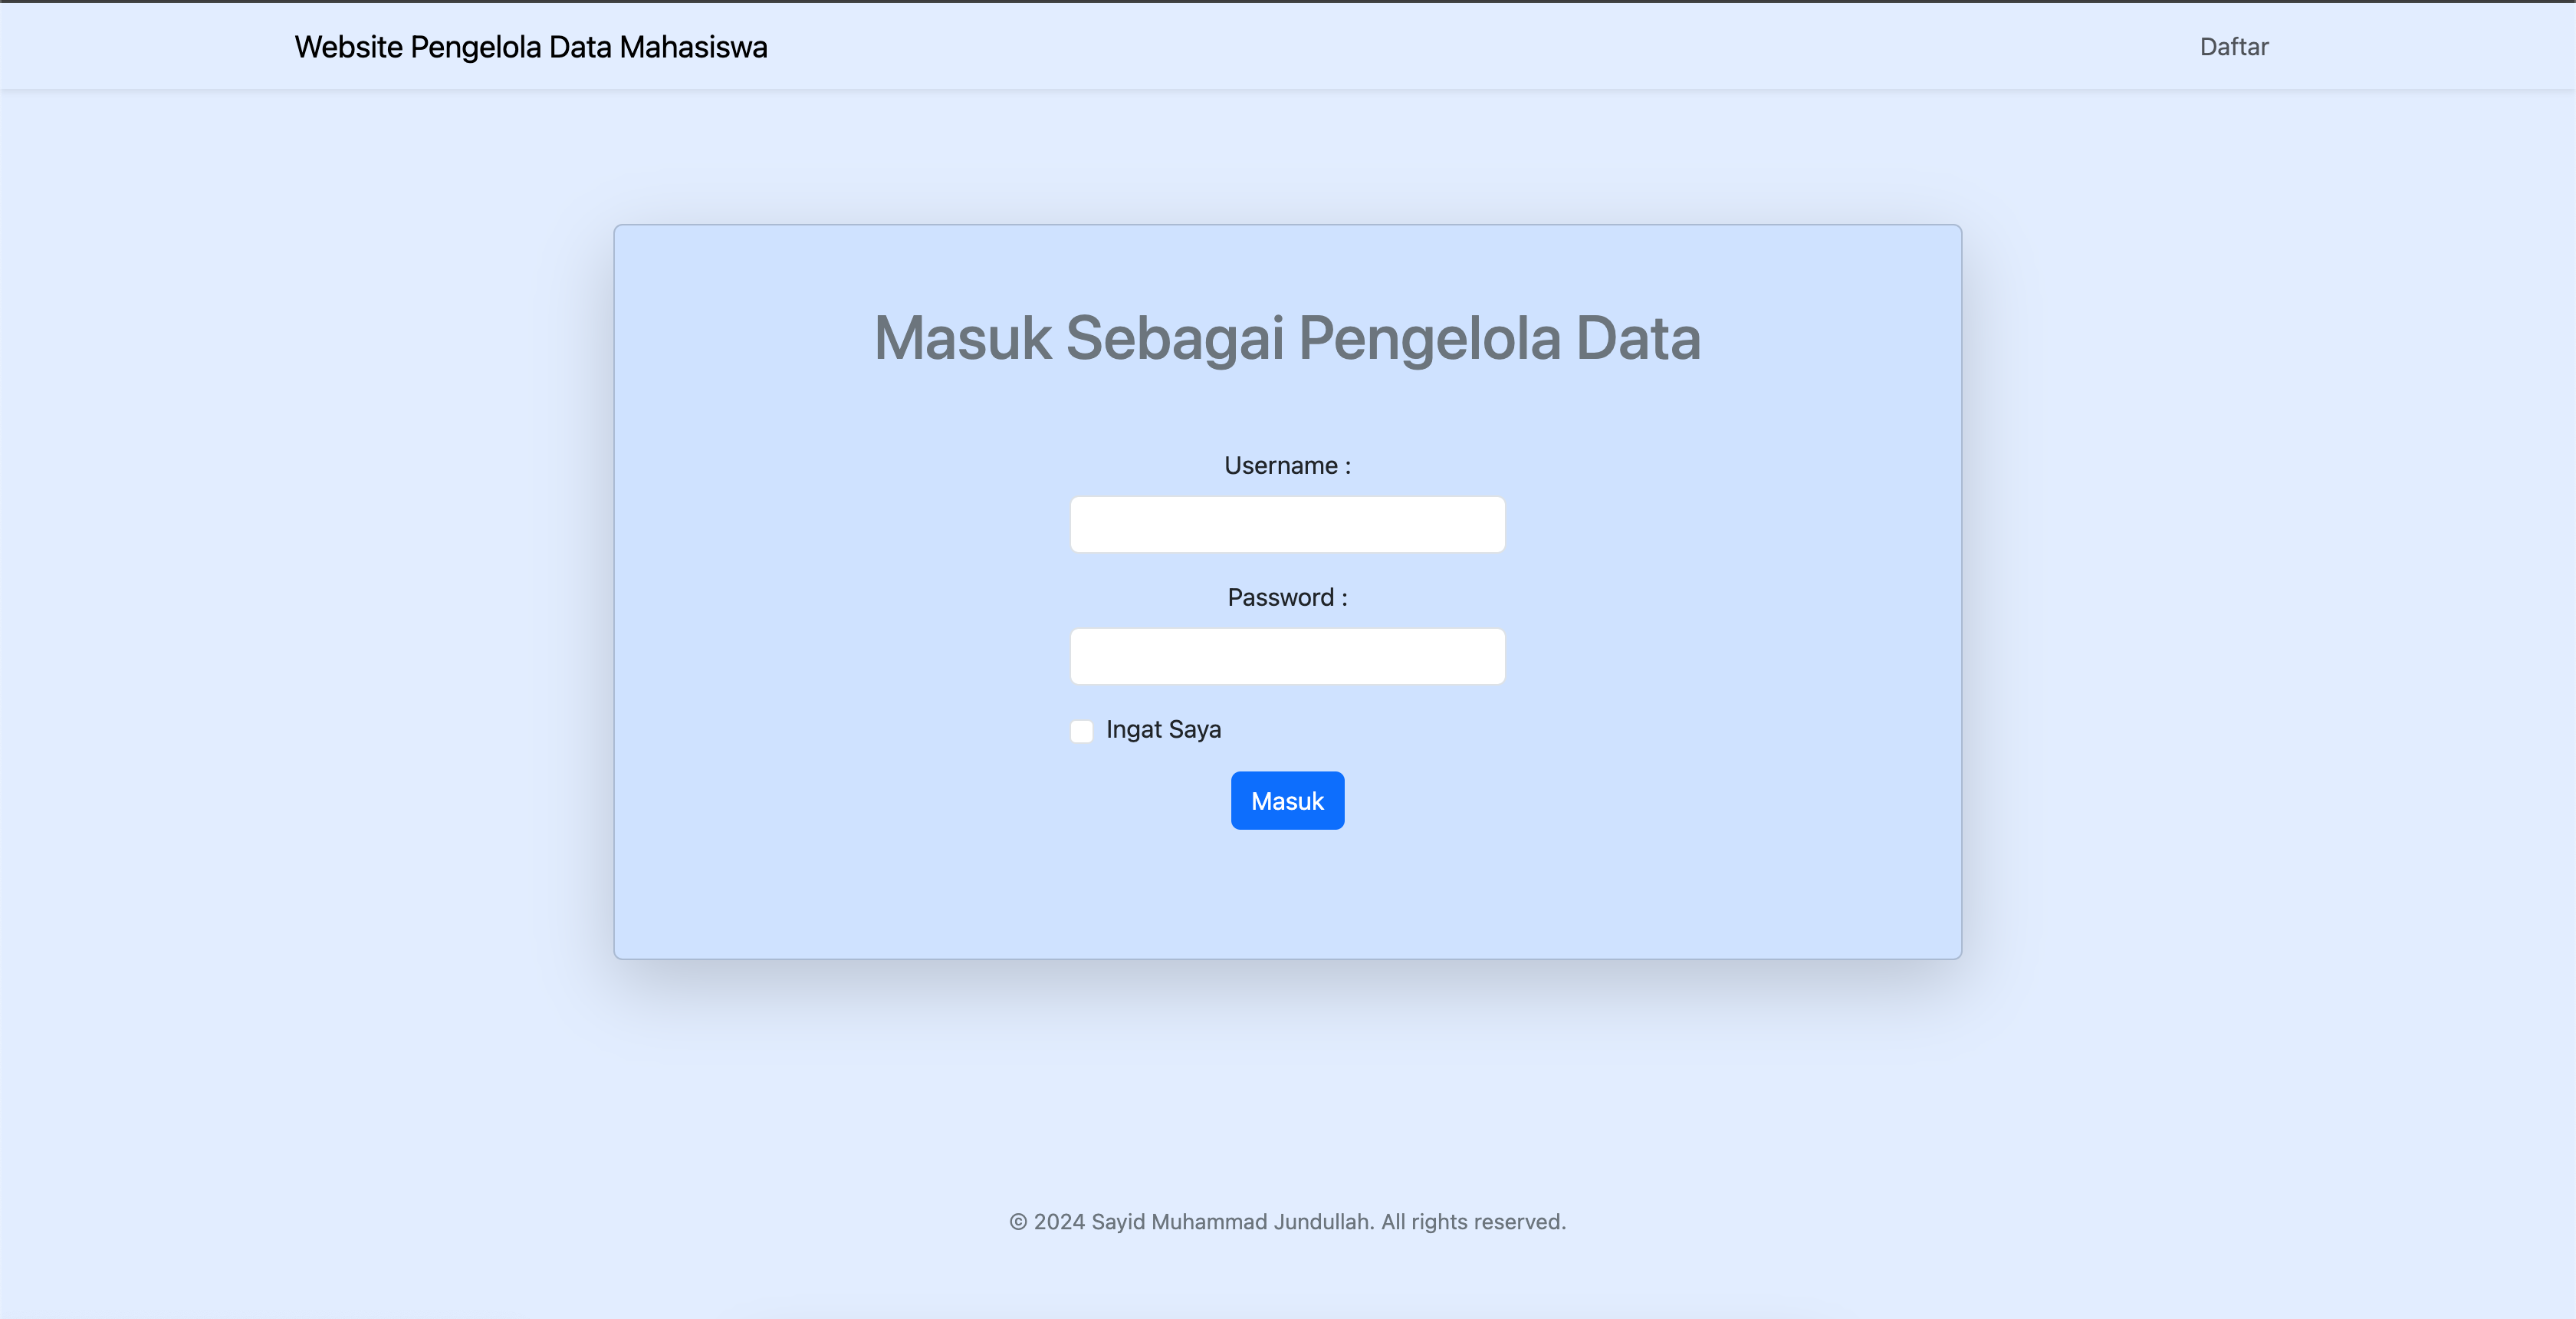 Website Pengelola Data Mahasiswa
Daftar
Masuk Sebagai Pengelola Data
Username :
Password :
Ingat Saya
Masuk
© 2024 Sayid Muhammad Jundullah. All rights reserved.